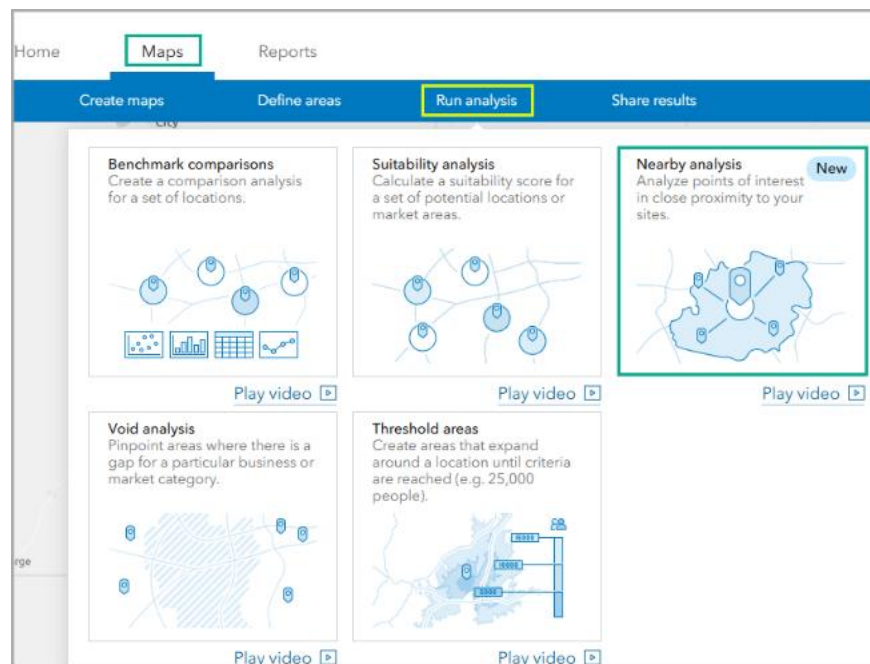 Home Maps Reports
Create maps Define areas Run analysis Share results
City
Benchmark comparisons
Create a comparison analysis
for a set of locations.
Play video
Suitability analysis
Calculate a suitability score for
a set of potential locations or
market areas.
Play video
Nearby analysis
New
Analyze points of interest
in close proximity to your
sites.
Play video
Void analysis
Pinpoint areas where there is a
gap for a particular business or
market category.
Play video
Threshold areas
Create areas that expand
around a location until criteria
are reached (e.g. 25,000
people).
Play video
rge